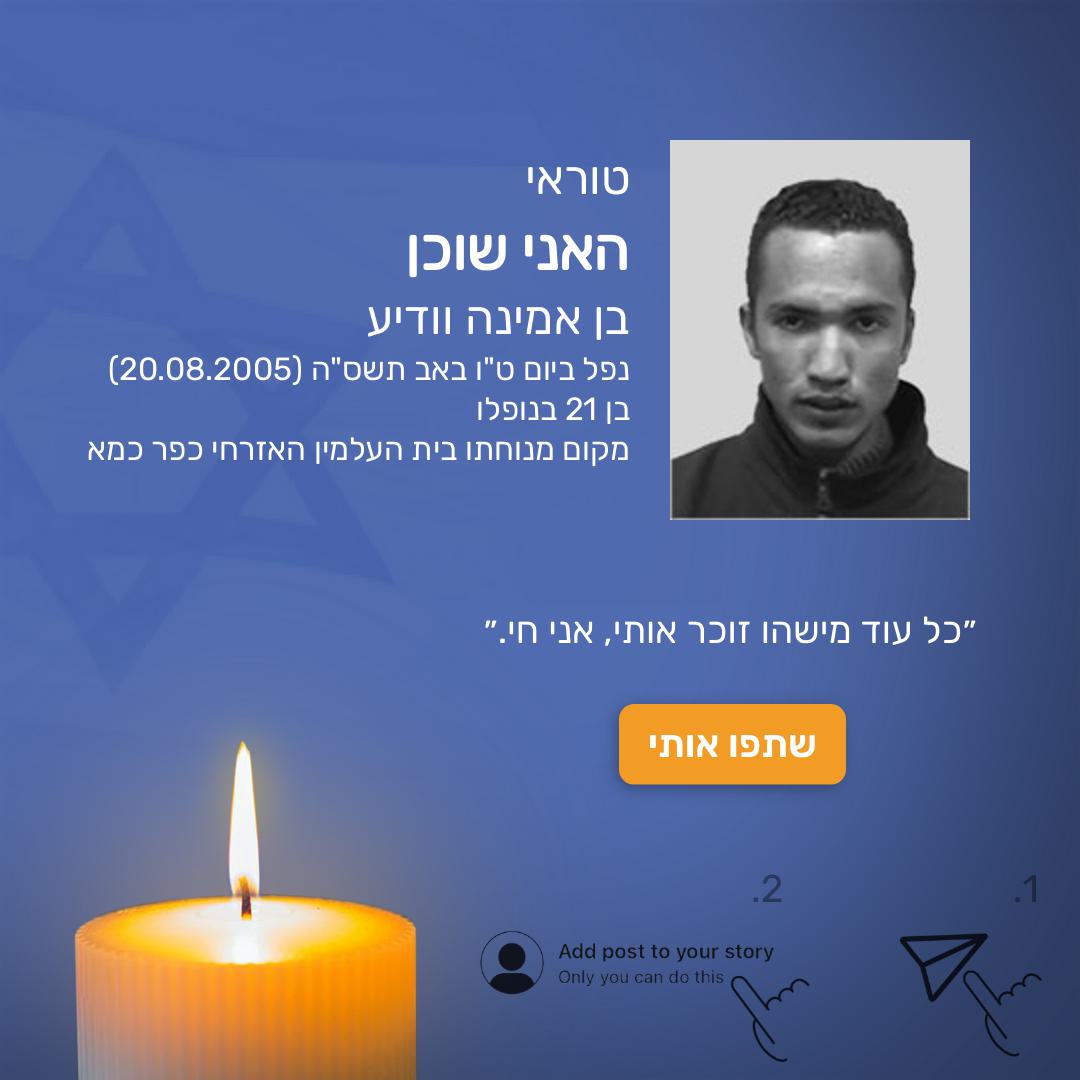 טוראי
האני שוכן
בן אמינה וודיע
נפל ביום ט"ו באב תשס"ה (20.08.2005)
בן 21 בנופלו
מקום מנוחתו בית העלמין האזרחי כפר כמא
״כל עוד מישהו זוכר אותי, אני חי.״
שתפו אותי
1.
2.
Add post to your story
Only you can do this